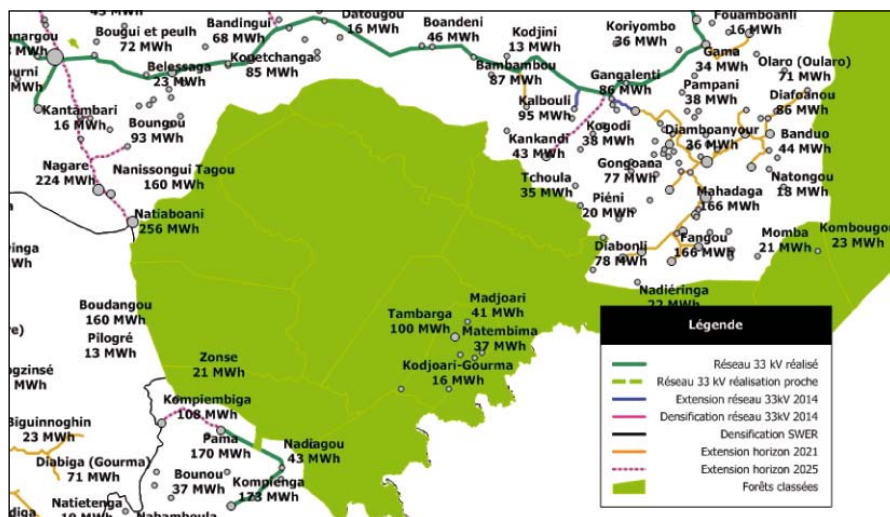 Bougui et peulh
72 MWh
Bandingui
68 MWh
Datougou
16 MWh
Boandeni
46 MWh
Kodjini
13 MWh
Koriyombo
36 MWh
Fouamboanli
16 MWh
Gama
34 MWh
Olaro (Oularo)
71 MWh
Belessaga
23 MWh
Kogetchanga
85 MWh
Bambambou
87 MWh
Gangalenti
86 MWh
Pampani
38 MWh
Diafoanou
86 MWh
Kantambari
16 MWh
Boungou
93 MWh
Kalbouli
95 MWh
Kankandi
43 MWh
Kogodi
38 MWh
Diamboanyour
36 MWh
Banduo
44 MWh
Nagare
224 MWh
Nanissongui Tagou
160 MWh
Tchoula
35 MWh
Gongoana
77 MWh
Natongou
18 MWh
Natiaboani
256 MWh
Piéni
20 MWh
Mahadaga
166 MWh
Diabonli
78 MWh
Fangou
166 MWh
Momba
21 MWh
Kombougou
23 MWh
Nadiéringa
22 MWh
Boudangou
160 MWh
Pilogré
13 MWh
Madjoari
41 MWh
Tambarga
100 MWh
Matembima
37 MWh
Kodjoari-Gourma
16 MWh
Zonse
21 MWh
Kompiembiga
108 MWh
Biguinnoghin
23 MWh
Pama
170 MWh
Nadiagou
43 MWh
Diabiga (Gourma)
71 MWh
Bounou
37 MWh
Kompienga
173 MWh
Natietenga
Légende
Réseau 33 kV réalisé
Réseau 33 kV réalisation proche
Extension réseau 33kV 2014
Densification réseau 33kV 2014
Densification SWER
Extension horizon 2021
Extension horizon 2025
Forêts classées